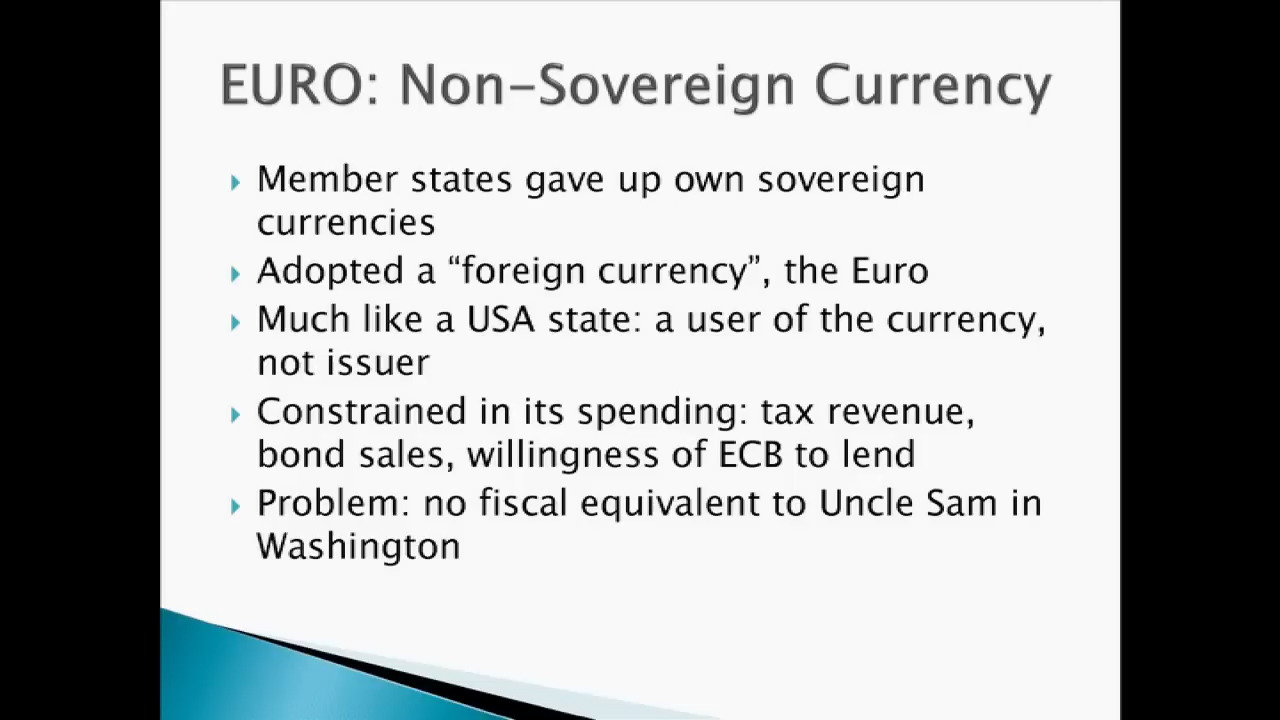 EURO: Non-Sovereign Currency
Member states gave up own sovereign
currencies
Adopted a “foreign currency”, the Euro
Much like a USA state: a user of the currency,
not issuer
Constrained in its spending: tax revenue,
bond sales, willingness of ECB to lend
Problem: no fiscal equivalent to Uncle Sam in
Washington